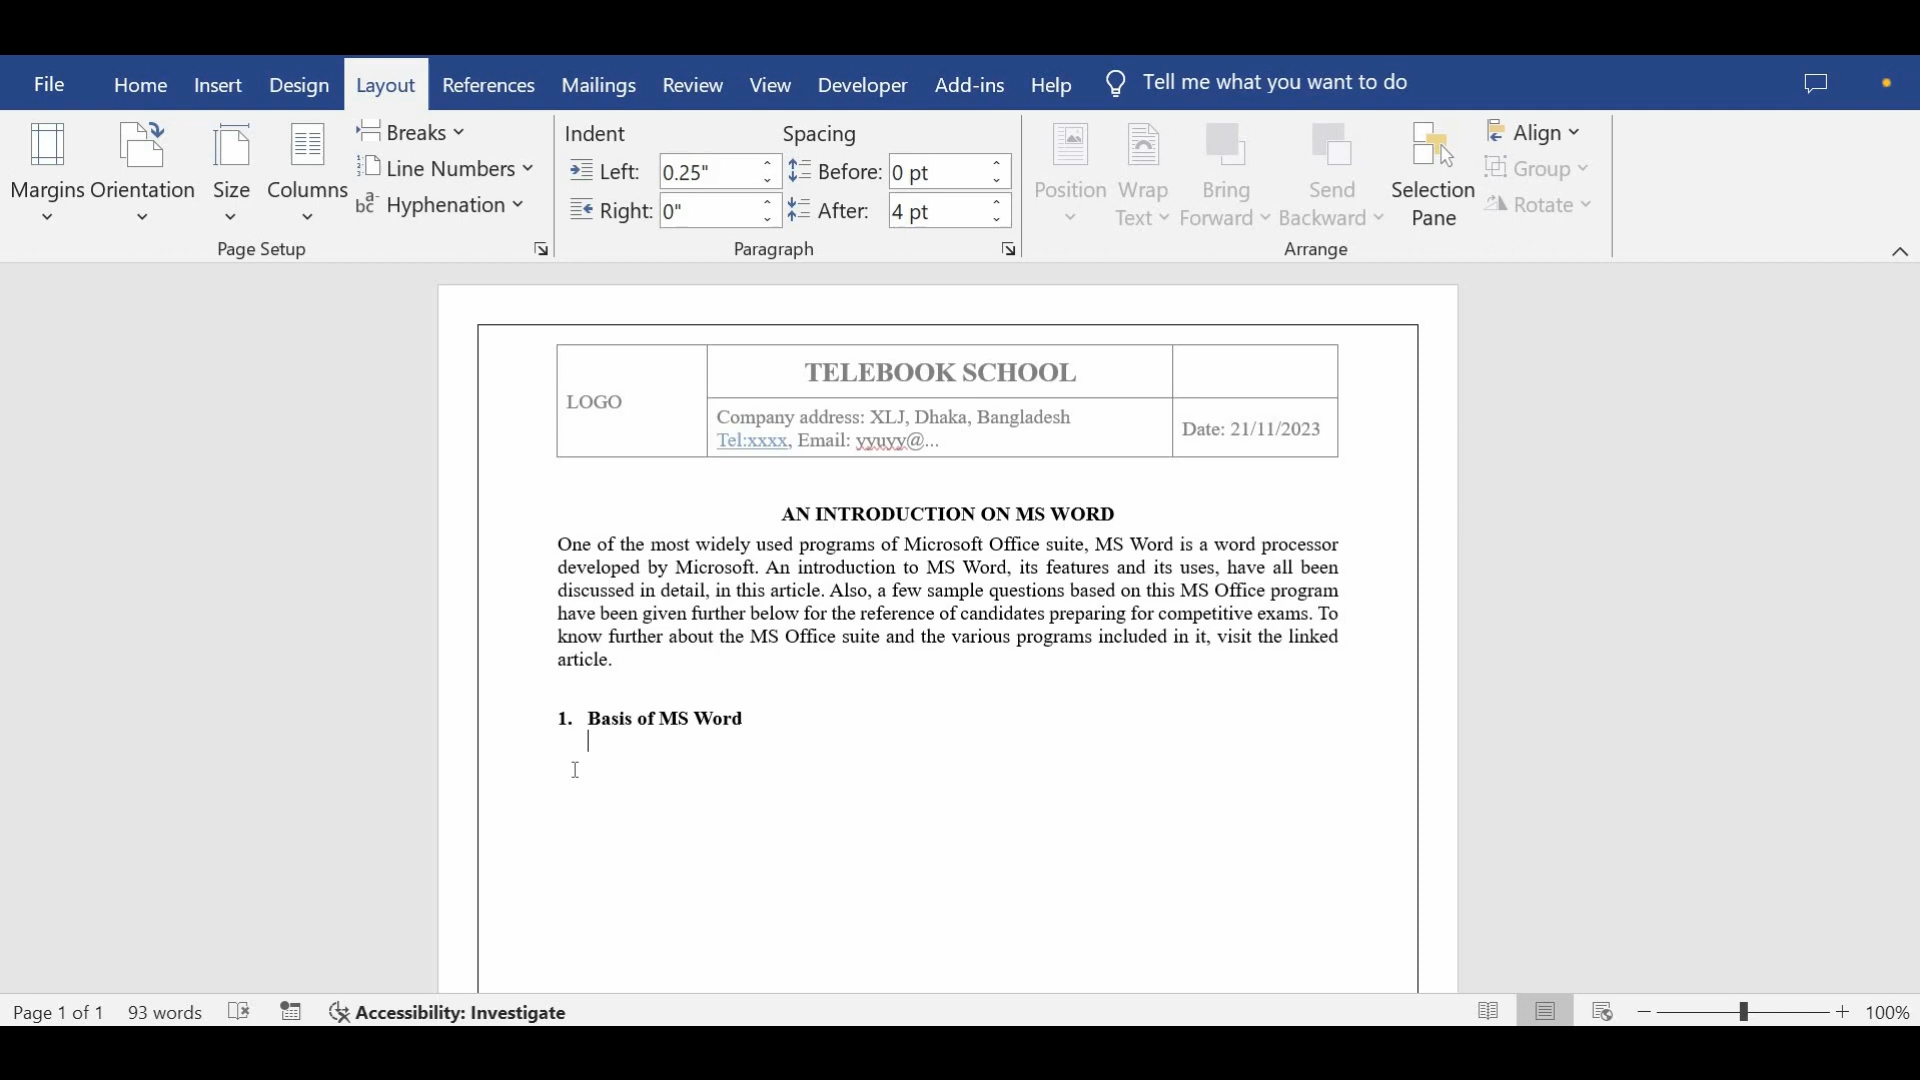 File Home Insert Design Layout References Mailings Review View Developer Add-ins Help Tell me what you want to do
Margins
Orientation
Size
Columns
Breaks
Line Numbers
Hyphenation
Page Setup
Indent
Left: 0.25"
Right: 0"
Spacing
Before: 0 pt
After: 4 pt
Paragraph
Position
Wrap
Text
Bring
Forward
Send
Backward
Selection
Pane
Align
Group
Rotate
Arrange
LOGO
TELEBOOK SCHOOL
Company address: XLJ, Dhaka, Bangladesh
Tel:xxxx, Email: yyuyy@...
Date: 21/11/2023
AN INTRODUCTION ON MS WORD
One of the most widely used programs of Microsoft Office suite, MS Word is a word processor
developed by Microsoft. An introduction to MS Word, its features and its uses, have all been
discussed in detail, in this article. Also, a few sample questions based on this MS Office program
have been given further below for the reference of candidates preparing for competitive exams. To
know further about the MS Office suite and the various programs included in it, visit the linked
article.
1. Basis of MS Word
Page 1 of 1 93 words Accessibility: Investigate 100%